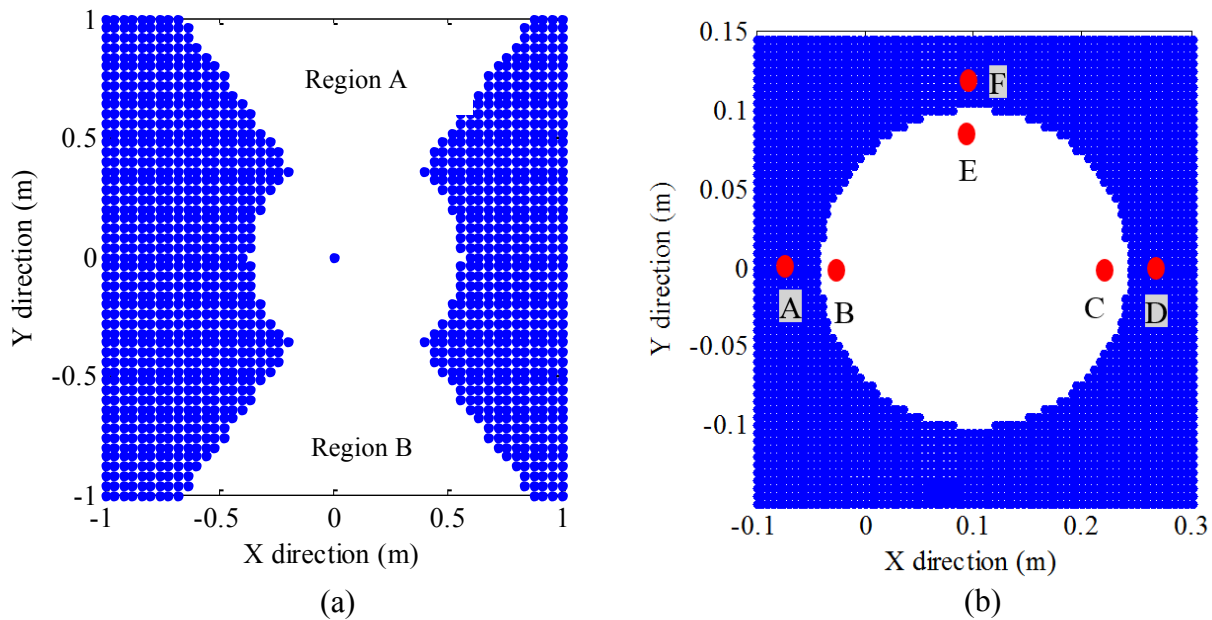 1
0.5
0
-0.5
-1
Y direction (m)
Region A
Region B
-1
-0.5
0
0.5
1
X direction (m)
(a)
0.15
0.1
0.05
0
-0.05
-0.1
Y direction (m)
F
E
A
B
C
D
-0.1
0
0.1
0.2
0.3
X direction (m)
(b)